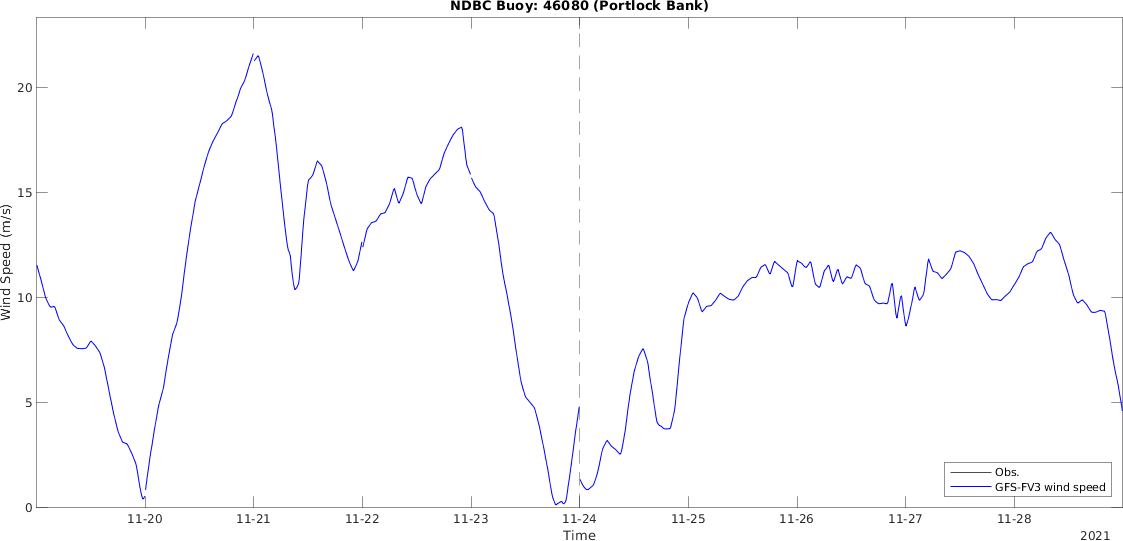 NDBC Buoy: 46080 (Portlock Bank)
Wind Speed (m/s)
20
15
10
5
0
11-20 11-21 11-22 11-23 11-24 11-25 11-26 11-27 11-28
Time
2021
Obs.
GFS-FV3 wind speed